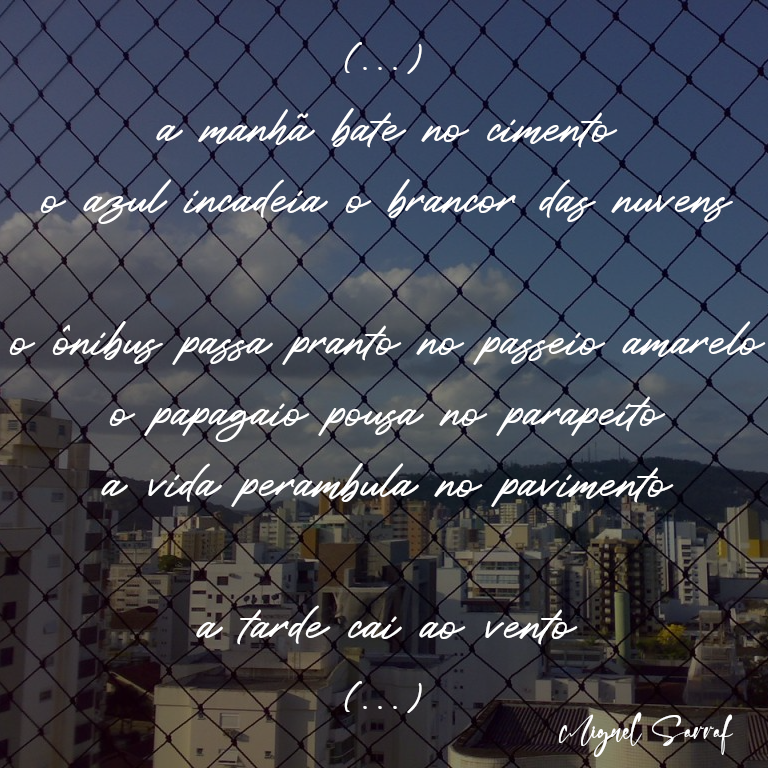 (...)
a manhã bate no cimento
o azul incadeia o brancor das nuvens
o ônibus passa pranto no passeio amarelo
o papagaio pousa no parapeito
a vida perambula no pavimento
a tarde cai ao vento
(...)
Miguel Sarraf